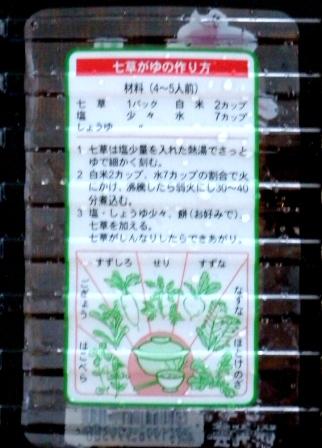 七草がゆの作り方
材料(4〜5人前)
七草 1パック 白米 2カップ
塩 少々 水 7カップ
しょうゆ 〃
1 七草は塩少量を入れた熱湯でさっと
ゆで細かく刻む。
2 白米2カップ、水7カップの割合で火
にかけ、沸騰したら弱火にし30〜40
分煮込む。
3 塩・しょうゆ少々、餅(お好みで)、
七草を加える。
七草がしんなりしたらできあがり。
すずしろ せり すずな
ごぎょう なずな
はこべら ほとけのざ